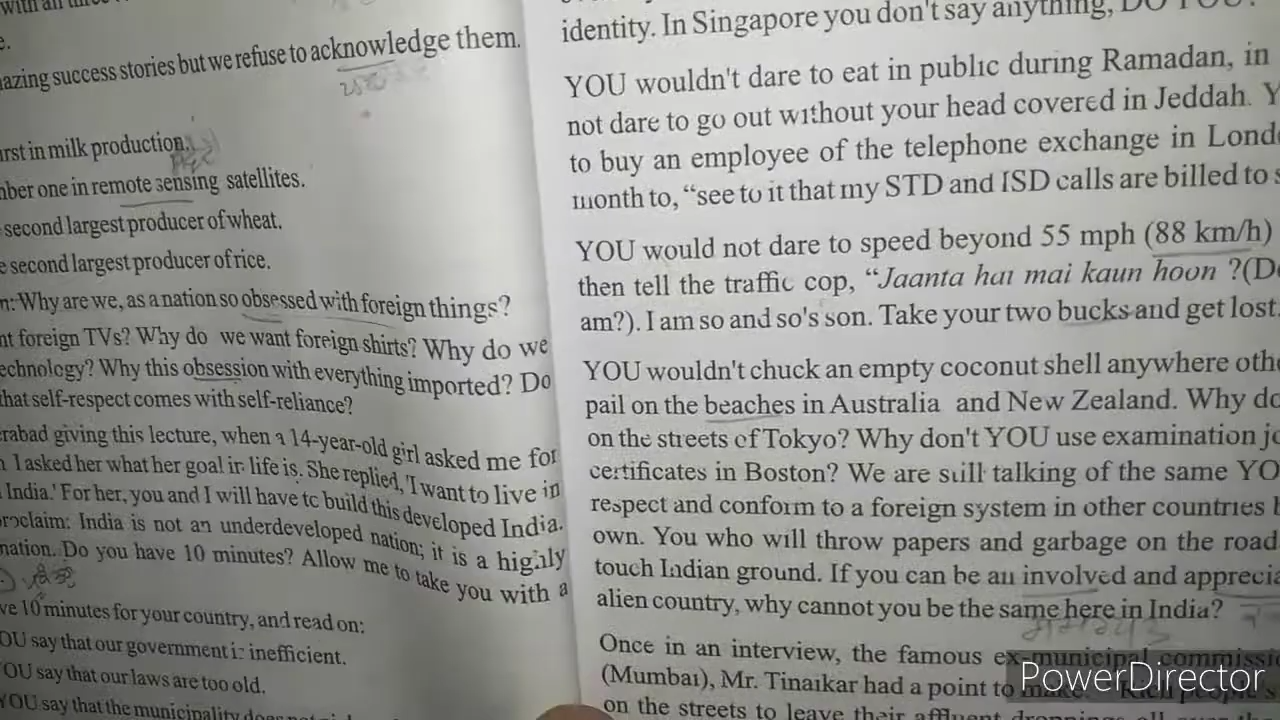 with an
e.
azing success stories but we refuse to acknowledge them.
irst in milk production.
ber one in remote sensing satellites.
second largest producer of wheat.
e second largest producer of rice.
n: Why are we, as a nation so obsessed with foreign things?
nt foreign TVs? Why do we want foreign shirts? Why do we
echnology? Why this obsession with everything imported? Do
that self-respect comes with self-reliance?
erabad giving this lecture, when a 14-year-old girl asked me for
I asked her what her goal in life is. She replied, 'I want to live in
India.' For her, you and I will have to build this developed India.
roclaim: India is not an underdeveloped nation; it is a highly
nation. Do you have 10 minutes? Allow me to take you with a
ve 10 minutes for your country, and read on:
OU say that our government is inefficient.
YOU say that our laws are too old.
YOU say that the municipality does not
identity. In Singapore you don't say anything, DO YOU?
YOU wouldn't dare to eat in public during Ramadan, in
not dare to go out without your head covered in Jeddah. Y
to buy an employee of the telephone exchange in Lond
month to, “see to it that my STD and ISD calls are billed to s
YOU would not dare to speed beyond 55 mph (88 km/h)
then tell the traffic cop, “Jaanta hai mai kaun hoon ?(Do
am?). I am so and so's son. Take your two bucks and get lost.
YOU wouldn't chuck an empty coconut shell anywhere othe
pail on the beaches in Australia and New Zealand. Why do
on the streets of Tokyo? Why don't YOU use examination jo
certificates in Boston? We are still talking of the same YO
respect and conform to a foreign system in other countries b
own. You who will throw papers and garbage on the road
touch Indian ground. If you can be an involved and apprecia
alien country, why cannot you be the same here in India?
Once in an interview, the famous ex-municipal commissi
(Mumbai), Mr. Tinaikar had a point to make. “Rich people's
on the streets to leave their affluent droppings all over th
PowerDirector